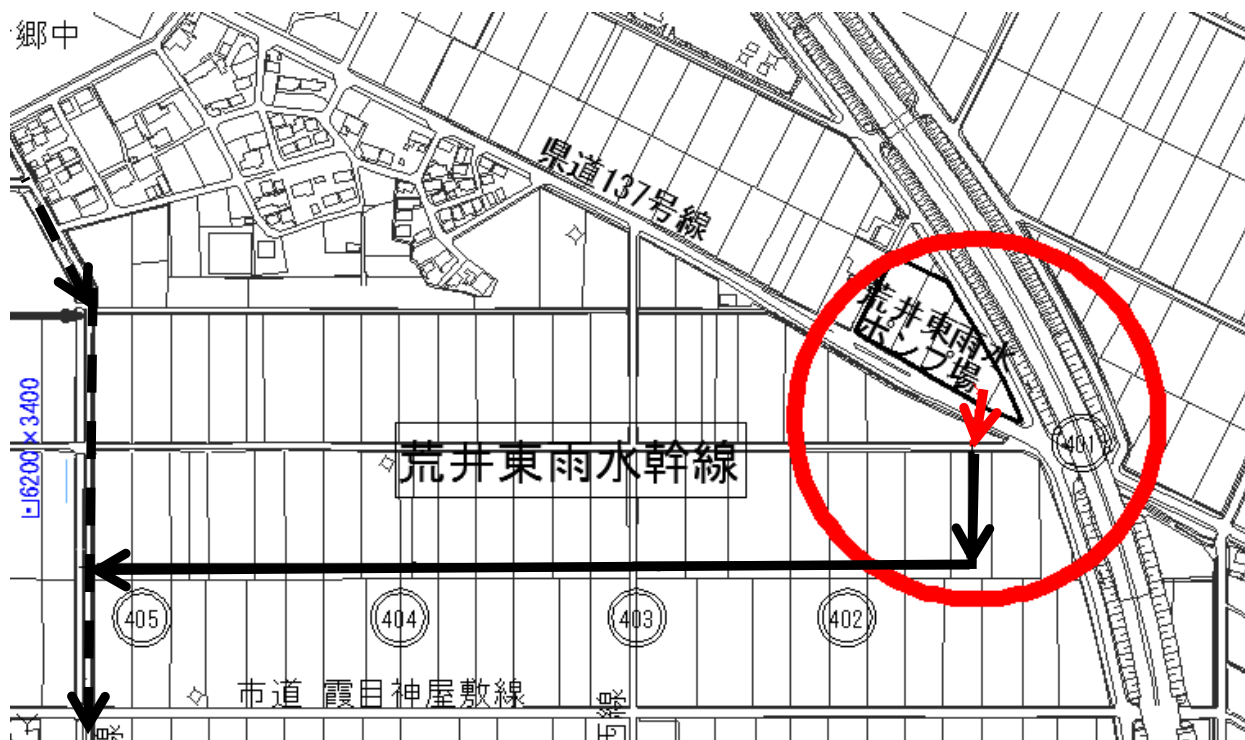 郷中
県道137号線
荒井東雨水
ポンプ場
401
6200×3400
荒井東雨水幹線
405
404
403
402
市道 霞目神屋敷線
線
線